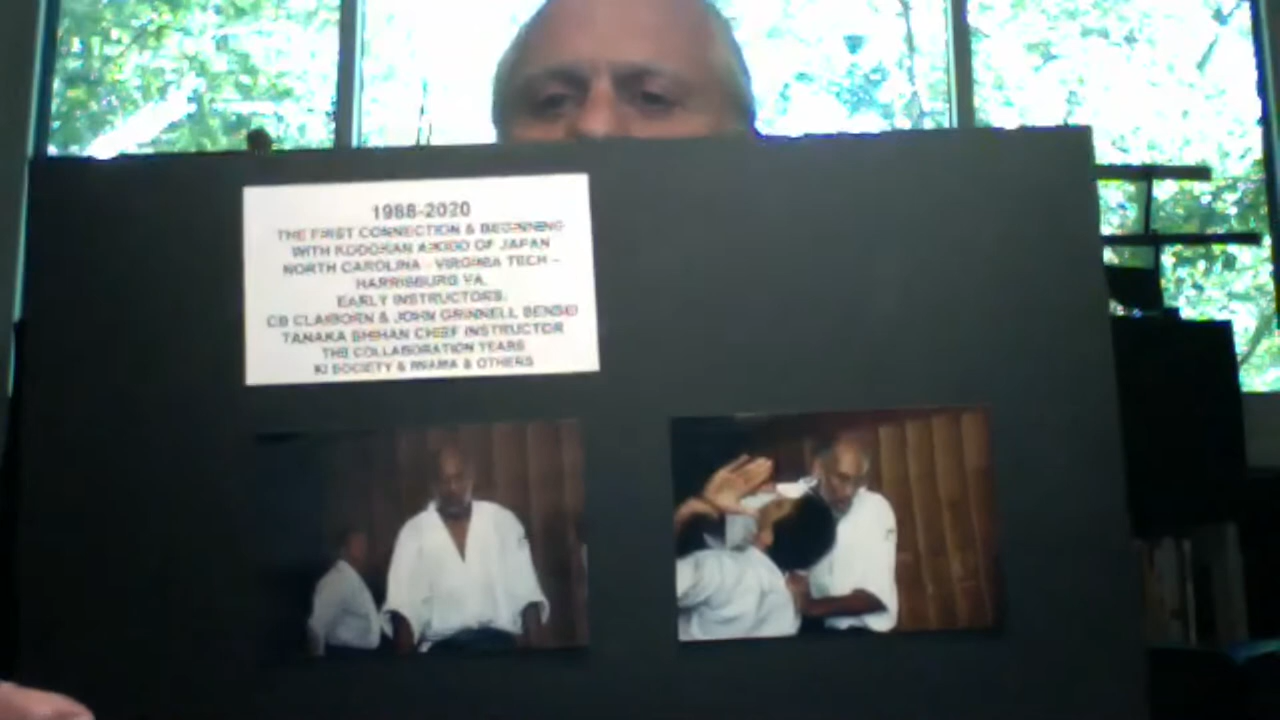 1988-2020
THE FIRST CONNECTION & BEGINNING
WITH KODOKAN AIKIDO OF JAPAN
NORTH CAROLINA - VIRGINIA TECH -
HARRISBURG VA.
EARLY INSTRUCTORS.
CB CLAIBORN & JOHN GRINNELL SENSEI
TANAKA SHIHAN CHIEF INSTRUCTOR
THE COLLABORATION YEARS
KI SOCIETY & & OTHERS